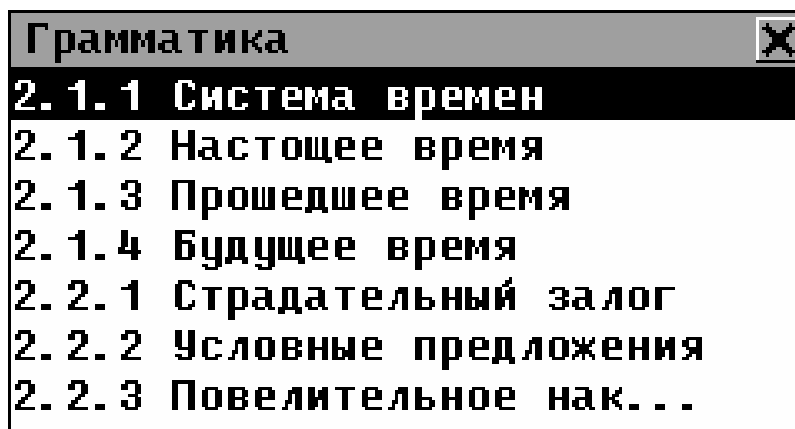 Грамматика
2.1.1 Система времен
2.1.2 Настощее время
2.1.3 Прошедшее время
2.1.4 Будущее время
2.2.1 Страдательный залог
2.2.2 Условные предложения
2.2.3 Повелительное нак...